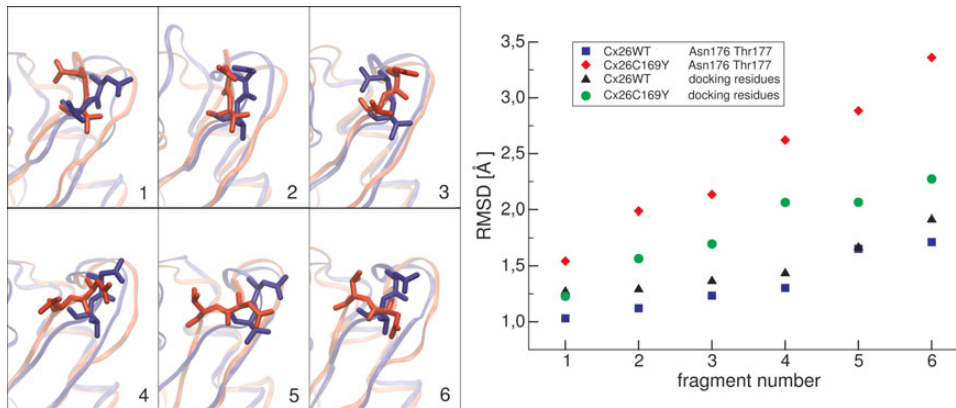 1
2
3
4
5
6
Cx26WT Asn176 Thr177
Cx26C169Y Asn176 Thr177
Cx26WT docking residues
Cx26C169Y docking residues
RMSD [Å]
3,5
3,0
2,5
2,0
1,5
1,0
1 2 3 4 5 6
fragment number